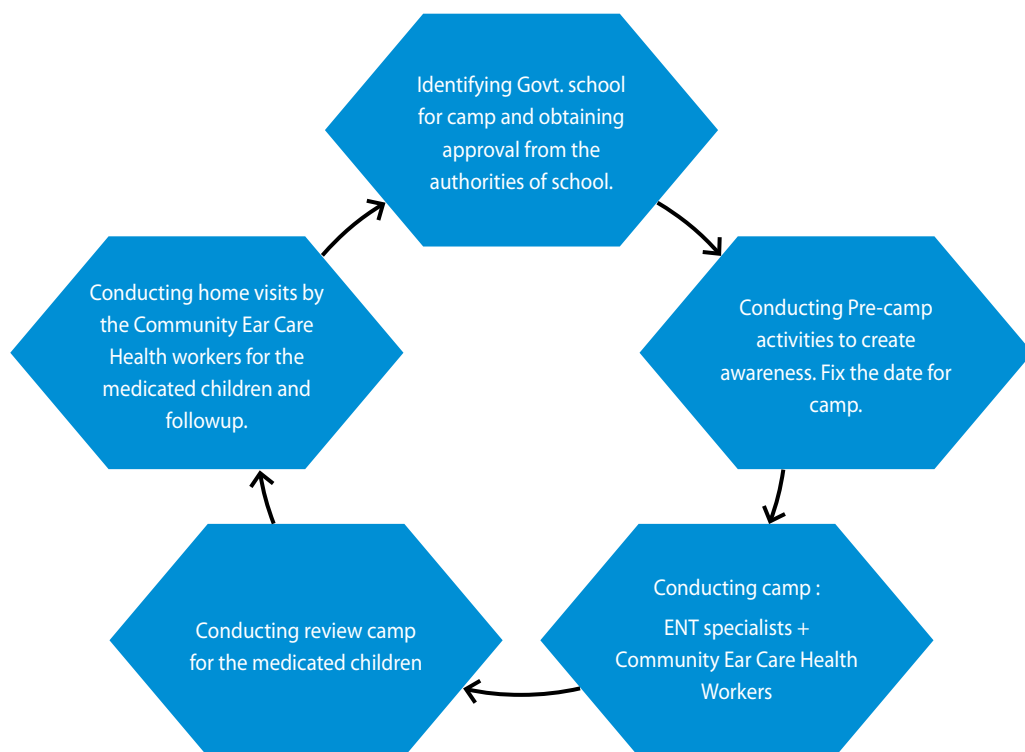 Identifying Govt. school
for camp and obtaining
approval from the
authorities of school.
Conducting Pre-camp
activities to create
awareness. Fix the date for
camp.
Conducting camp :
ENT specialists +
Community Ear Care Health
Workers
Conducting review camp
for the medicated children
Conducting home visits by
the Community Ear Care
Health workers for the
medicated children and
followup.